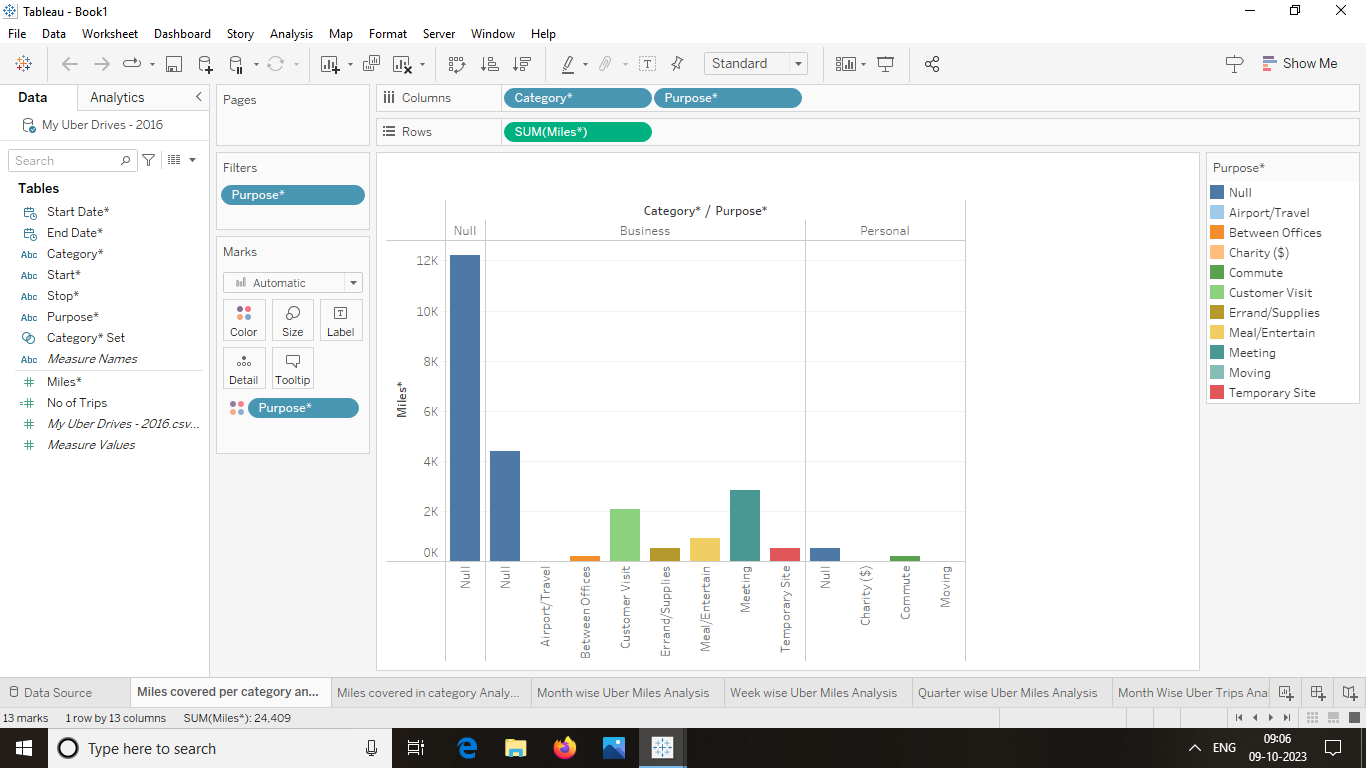 Tableau - Book1
File Data Worksheet Dashboard Story Analysis Map Format Server Window Help
Standard
Show Me
Data Analytics
My Uber Drives - 2016
Search
Tables
Start Date*
End Date*
Abc Category*
Abc Start*
Abc Stop*
Abc Purpose*
Category* Set
Abc Measure Names
Miles*
No of Trips
My Uber Drives - 2016.csv...
Measure Values
Pages
Filters
Purpose*
Marks
Automatic
Color Size Label
Detail Tooltip
Purpose*
Columns Category* Purpose*
Rows SUM(Miles*)
Category* / Purpose*
Null Business Personal
Miles*
12K
10K
8K
6K
4K
2K
0K
Null
Null
Airport/Travel
Between Offices
Customer Visit
Errand/Supplies
Meal/Entertain
Meeting
Temporary Site
Null
Charity ($)
Commute
Moving
Purpose*
Null
Airport/Travel
Between Offices
Charity ($)
Commute
Customer Visit
Errand/Supplies
Meal/Entertain
Meeting
Moving
Temporary Site
Data Source Miles covered per category an... Miles covered in category Analy... Month wise Uber Miles Analysis Week wise Uber Miles Analysis Quarter wise Uber Miles Analysis Month Wise Uber Trips Anal
13 marks 1 row by 13 columns SUM(Miles*): 24,409
Type here to search
ENG
09:06
09-10-2023